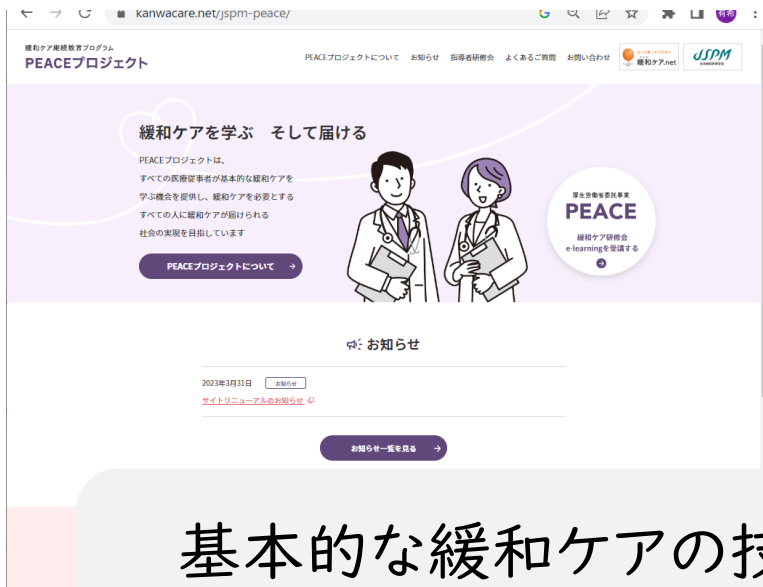 kanwacare.net/jspm-peace/
有希
緩和ケア継続教育プログラム
PEACEプロジェクト
PEACEプロジェクトについて お知らせ 指導者研修会 よくあるご質問 お問い合わせ
緩和ケア.net
JSPM
緩和ケアを学ぶ そして届ける
PEACEプロジェクトは、
すべての医療従事者が基本的な緩和ケアを
学ぶ機会を提供し、緩和ケアを必要とする
すべての人に緩和ケアが届けられる
社会の実現を目指しています
PEACEプロジェクトについて
厚生労働省委託事業
PEACE
緩和ケア研修会
e-learningを受講する
お知らせ
2023年3月31日 お知らせ
サイトリニューアルのお知らせ
お知らせ一覧を見る
基本的な緩和ケアの技